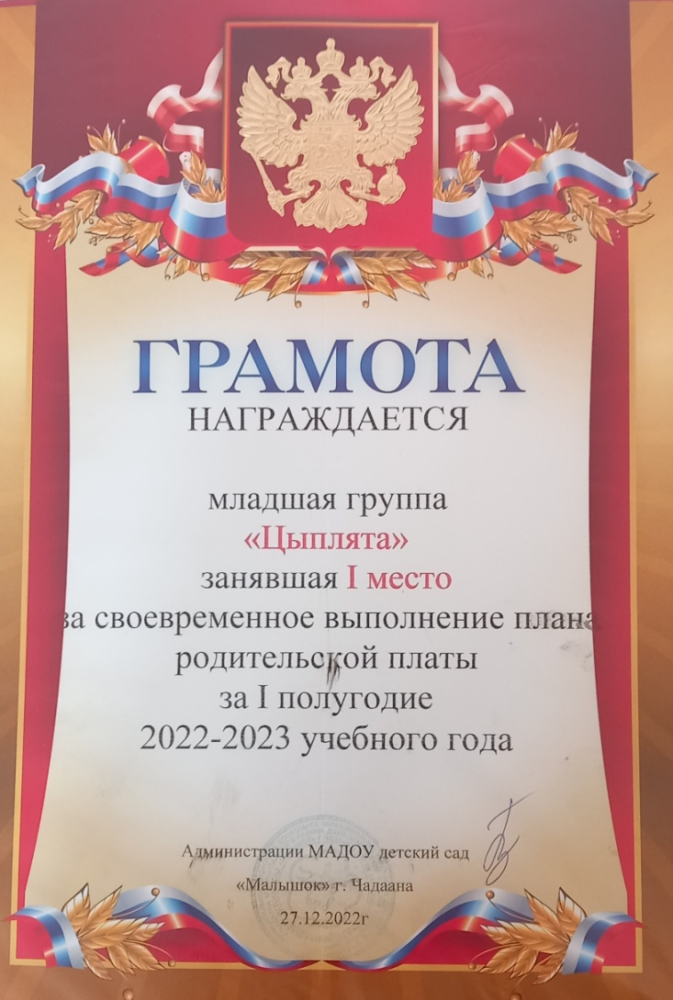 ГРАМОТА
НАГРАЖДАЕТСЯ
младшая группа
«Цыплята»
занявшая I место
за своевременное выполнение плана
родительской платы
за I полугодие
2022-2023 учебного года
Администрации МАДОУ детский сад
«Малышок» г. Чадаана
27.12.2022г